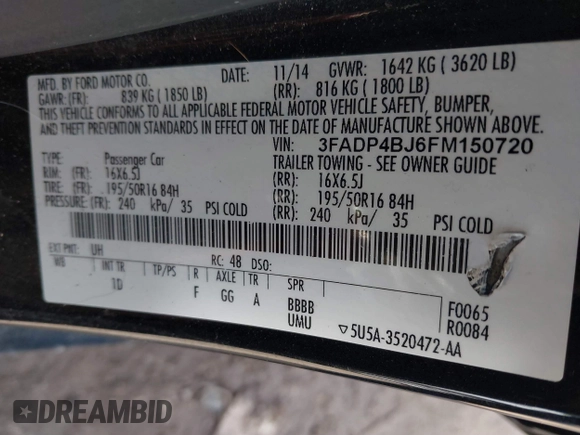 MFD. BY FORD MOTOR CO.
DATE: 11/14 GVWR: 1642 KG ( 3620 LB)
GAWR:(FR): 839 KG ( 1850 LB) (RR): 816 KG ( 1800 LB)
THIS VEHICLE CONFORMS TO ALL APPLICABLE FEDERAL MOTOR VEHICLE SAFETY, BUMPER,
AND THEFT PREVENTION STANDARDS IN EFFECT ON THE DATE OF MANUFACTURE SHOWN ABOVE.
VIN: 3FADP4BJ6FM150720
TYPE: Passenger Car TRAILER TOWING - SEE OWNER GUIDE
RIM: (FR): 16X6.5J (RR): 16X6.5J
TIRE: (FR): 195/50R16 84H (RR): 195/50R16 84H
PRESSURE: (FR): 240 kPa/ 35 PSI COLD (RR): 240 kPa/ 35 PSI COLD
EXT PNT: UH RC: 48 DSO:
WB INT TR TP/PS R AXLE TR SPR
1D F GG A BBBB F0065
UMU R0084
▽5U5A-3520472-AA
DREAMBID